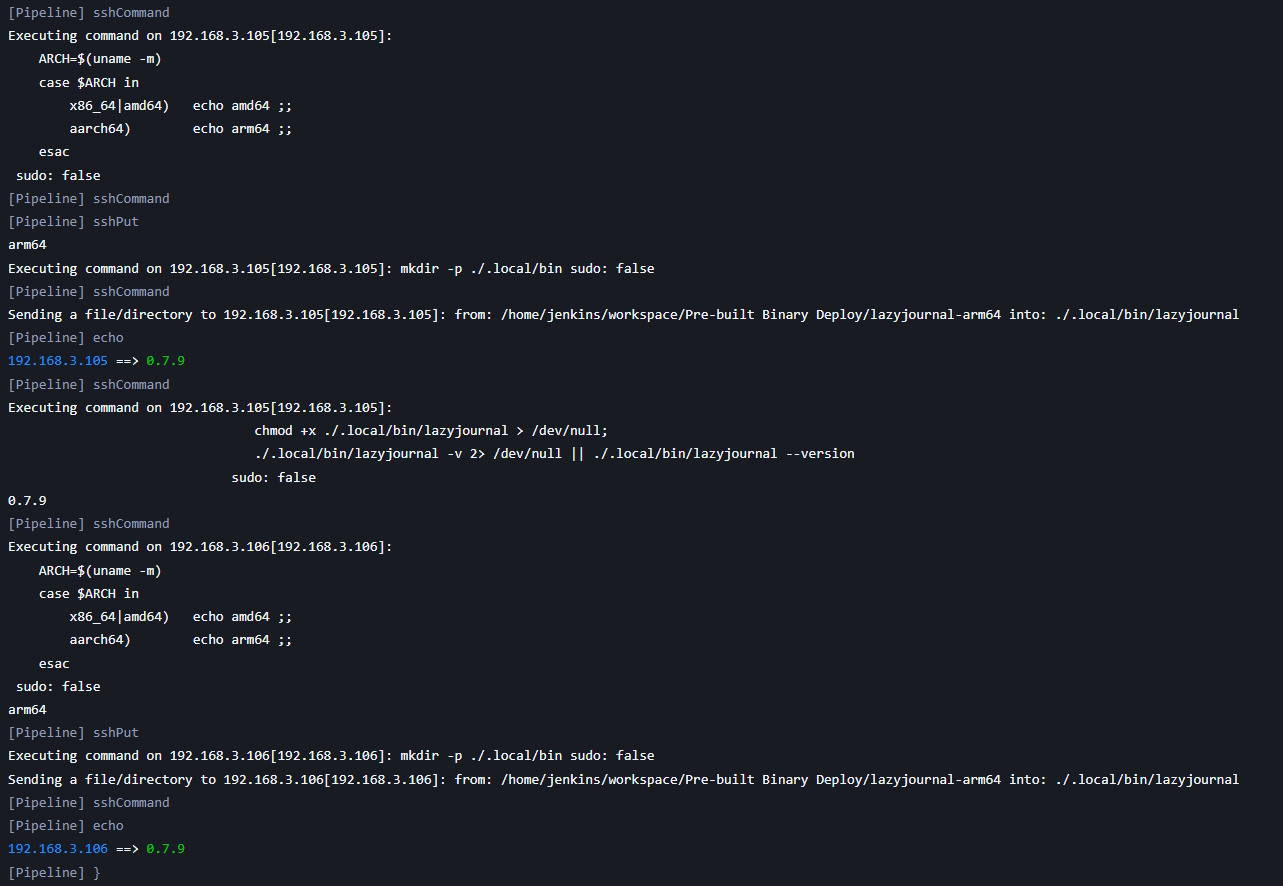 [Pipeline] sshCommand
Executing command on 192.168.3.105[192.168.3.105]:
    ARCH=$(uname -m)
    case $ARCH in
        x86_64|amd64)   echo amd64 ;;
        aarch64)        echo arm64 ;;
    esac
 sudo: false
[Pipeline] sshCommand
[Pipeline] sshPut
arm64
Executing command on 192.168.3.105[192.168.3.105]: mkdir -p ./.local/bin sudo: false
[Pipeline] sshCommand
Sending a file/directory to 192.168.3.105[192.168.3.105]: from: /home/jenkins/workspace/Pre-built Binary Deploy/lazyjournal-arm64 into: ./.local/bin/lazyjournal
[Pipeline] echo
192.168.3.105 ==> 0.7.9
[Pipeline] sshCommand
Executing command on 192.168.3.105[192.168.3.105]:
                                chmod +x ./.local/bin/lazyjournal > /dev/null;
                                ./.local/bin/lazyjournal -v 2> /dev/null || ./.local/bin/lazyjournal --version
                             sudo: false
0.7.9
[Pipeline] sshCommand
Executing command on 192.168.3.106[192.168.3.106]:
    ARCH=$(uname -m)
    case $ARCH in
        x86_64|amd64)   echo amd64 ;;
        aarch64)        echo arm64 ;;
    esac
 sudo: false
arm64
[Pipeline] sshPut
Executing command on 192.168.3.106[192.168.3.106]: mkdir -p ./.local/bin sudo: false
Sending a file/directory to 192.168.3.106[192.168.3.106]: from: /home/jenkins/workspace/Pre-built Binary Deploy/lazyjournal-arm64 into: ./.local/bin/lazyjournal
[Pipeline] sshCommand
[Pipeline] echo
192.168.3.106 ==> 0.7.9
[Pipeline] }